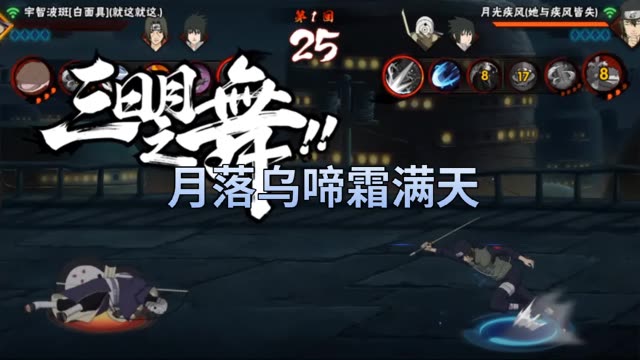 宇智波斑[白面具](就这就这.)
第1回
月光疾风(她与疾风皆失)
25
8
17
8
三日月之舞!!
月落乌啼霜满天